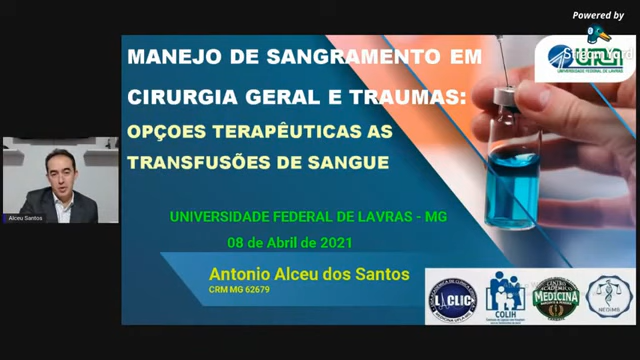 Powered by
StreamYard
MANEJO DE SANGRAMENTO EM
CIRURGIA GERAL E TRAUMAS:
OPÇOES TERAPÊUTICAS AS
TRANSFUSÕES DE SANGUE
UFLA
UNIVERSIDADE FEDERAL DE LAVRAS
Alceu Santos
UNIVERSIDADE FEDERAL DE LAVRAS - MG
08 de Abril de 2021
Antonio Alceu dos Santos
CRM MG 62679
COLIH
MEDICINA